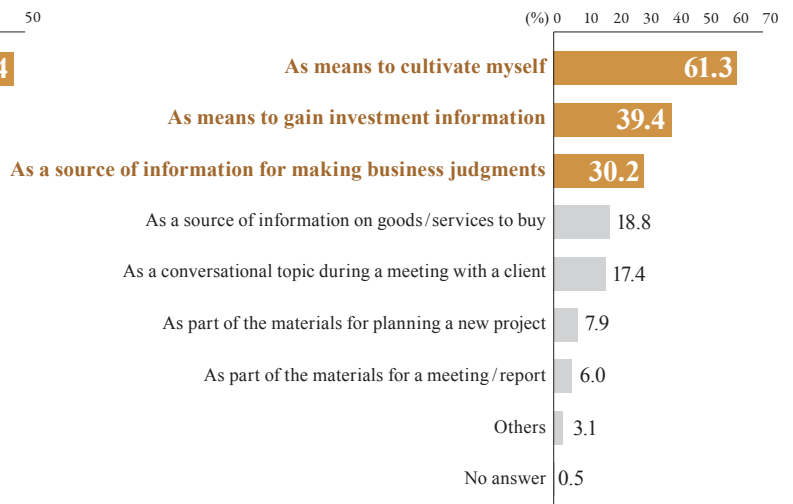 50
4
(%) 0 10 20 30 40 50 60 70
As means to cultivate myself 61.3
As means to gain investment information 39.4
As a source of information for making business judgments 30.2
As a source of information on goods/services to buy 18.8
As a conversational topic during a meeting with a client 17.4
As part of the materials for planning a new project 7.9
As part of the materials for a meeting/report 6.0
Others 3.1
No answer 0.5